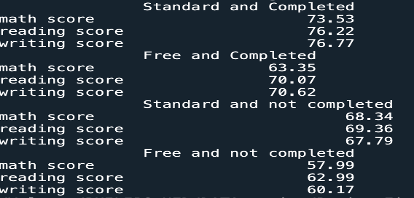 Standard and Completed
math score 73.53
reading score 76.22
writing score 76.77
Free and Completed
math score 63.35
reading score 70.07
writing score 70.62
Standard and not completed
math score 68.34
reading score 69.36
writing score 67.79
Free and not completed
math score 57.99
reading score 62.99
writing score 60.17